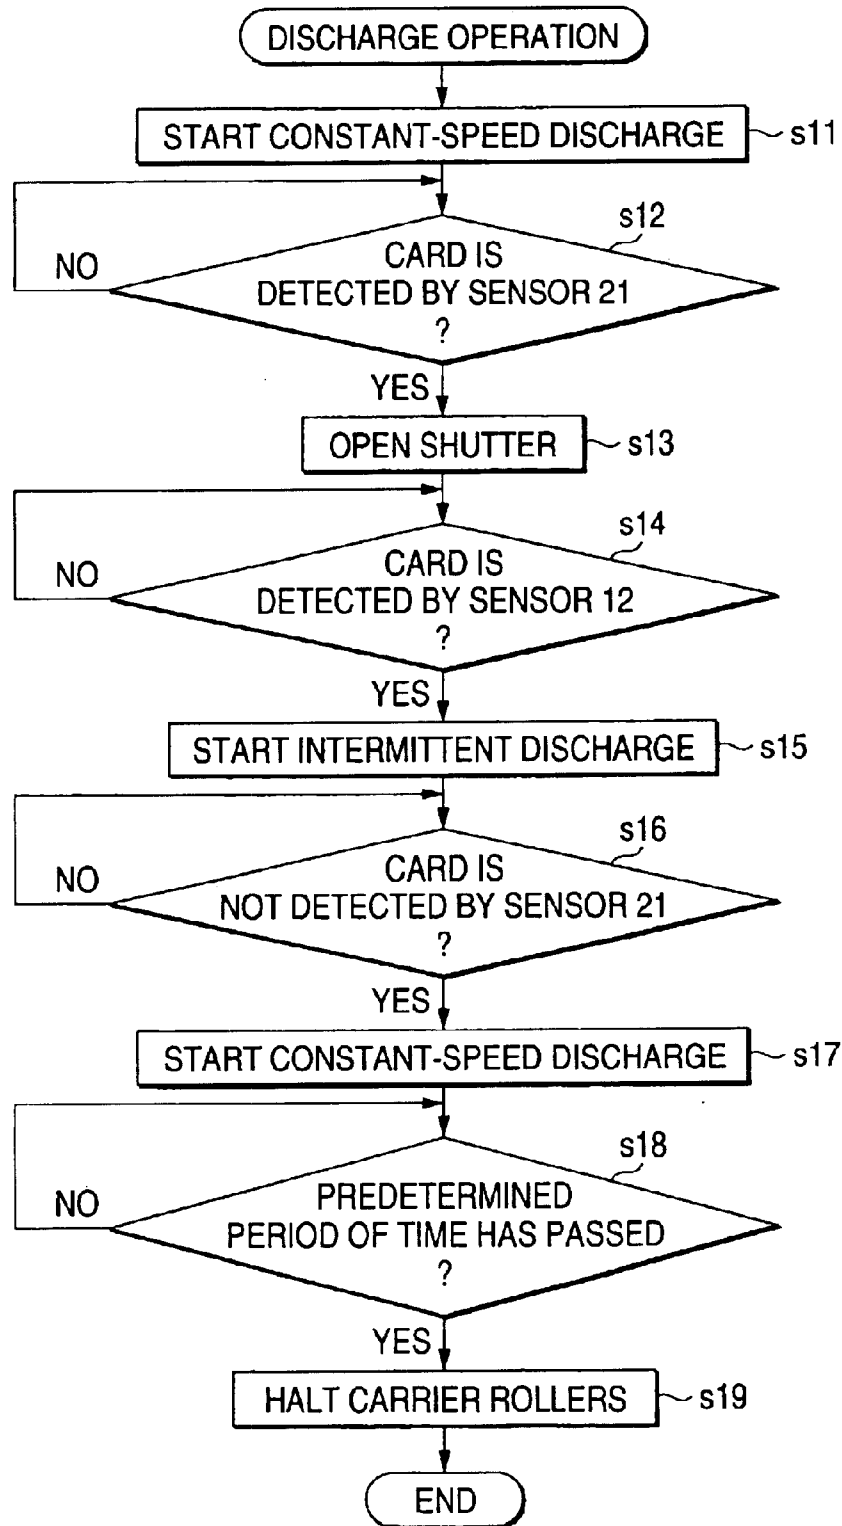 DISCHARGE OPERATION
START CONSTANT-SPEED DISCHARGE
s11
s12
CARD IS
DETECTED BY SENSOR 21
?
NO
YES
OPEN SHUTTER
s13
s14
CARD IS
DETECTED BY SENSOR 12
?
NO
YES
START INTERMITTENT DISCHARGE
s15
s16
CARD IS
NOT DETECTED BY SENSOR 21
?
NO
YES
START CONSTANT-SPEED DISCHARGE
s17
s18
PREDETERMINED
PERIOD OF TIME HAS PASSED
?
NO
YES
HALT CARRIER ROLLERS
s19
END